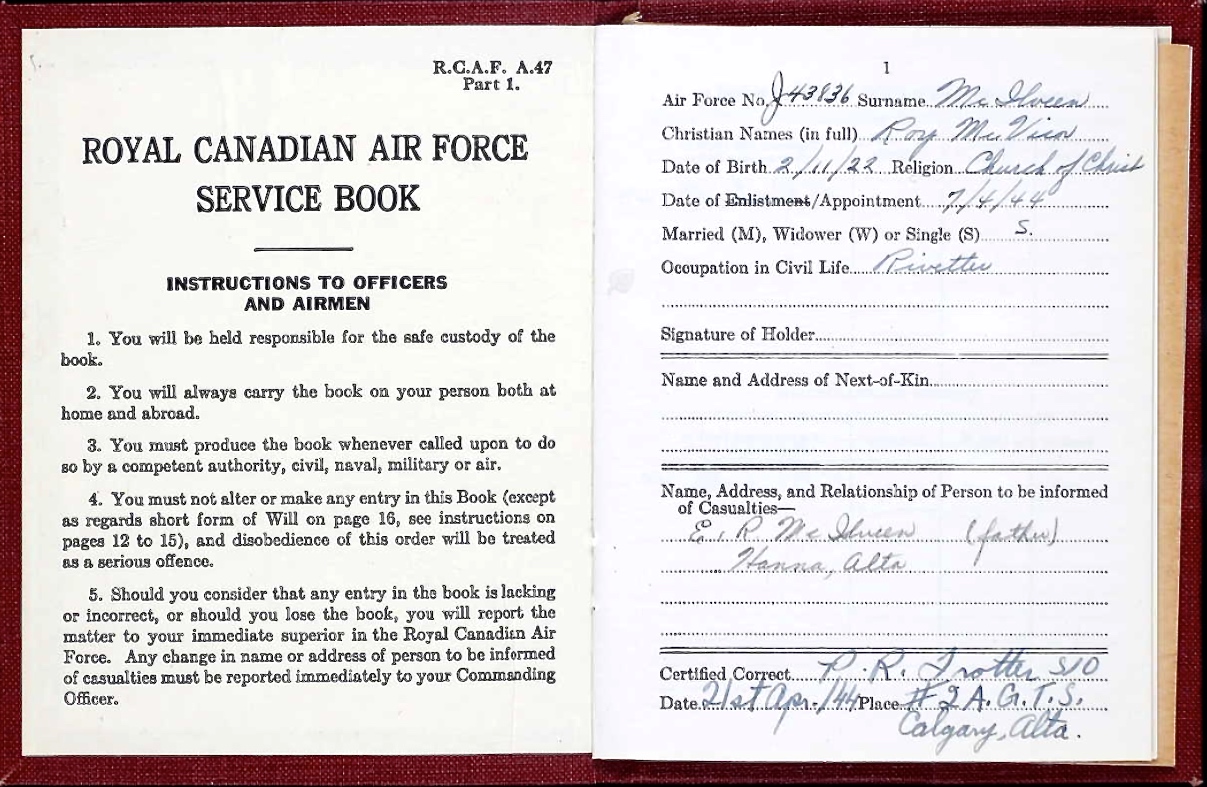 R.C.A.F. A.47
Part 1.
ROYAL CANADIAN AIR FORCE
SERVICE BOOK
INSTRUCTIONS TO OFFICERS
AND AIRMEN
1. You will be held responsible for the safe custody of the
book.
2. You will always carry the book on your person both at
home and abroad.
3. You must produce the book whenever called upon to do
so by a competent authority, civil, naval, military or air.
4. You must not alter or make any entry in this Book (except
as regards short form of Will on page 16, see instructions on
pages 12 to 15), and disobedience of this order will be treated
as a serious offence.
5. Should you consider that any entry in the book is lacking
or incorrect, or should you lose the book, you will report the
matter to your immediate superior in the Royal Canadian Air
Force. Any change in name or address of person to be informed
of casualties must be reported immediately to your Commanding
Officer.
1
Air Force No. J43836 Surname Mc Ilveen
Christian Names (in full) Roy McVicar
Date of Birth 2/11/22 Religion Church of Christ
Date of Enlistment/Appointment 7/4/44
Married (M), Widower (W) or Single (S) S.
Occupation in Civil Life Rivetter
Signature of Holder
Name and Address of Next-of-Kin
Name, Address, and Relationship of Person to be informed
of Casualties—
E. R. Mc Ilveen (father)
Hanna, Alta
Certified Correct P. R. Trotter S/O
Date 21st Apr. /44 Place #2 A.G.T.S.
Calgary, Alta.